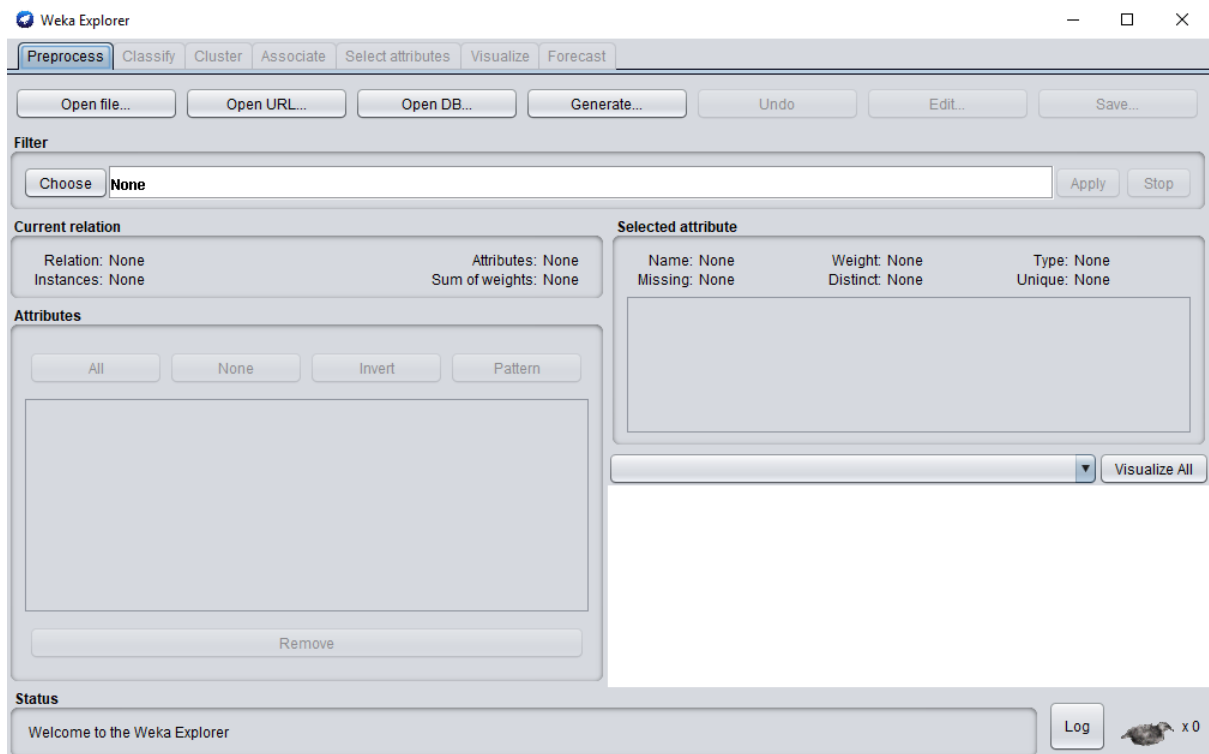 Weka Explorer
Preprocess Classify Cluster Associate Select attributes Visualize Forecast
Open file... Open URL... Open DB... Generate... Undo Edit... Save...
Filter
Choose None Apply Stop
Current relation
Relation: None Attributes: None
Instances: None Sum of weights: None
Selected attribute
Name: None Weight: None Type: None
Missing: None Distinct: None Unique: None
Attributes
All None Invert Pattern
Remove
Visualize All
Status
Welcome to the Weka Explorer
Log x 0